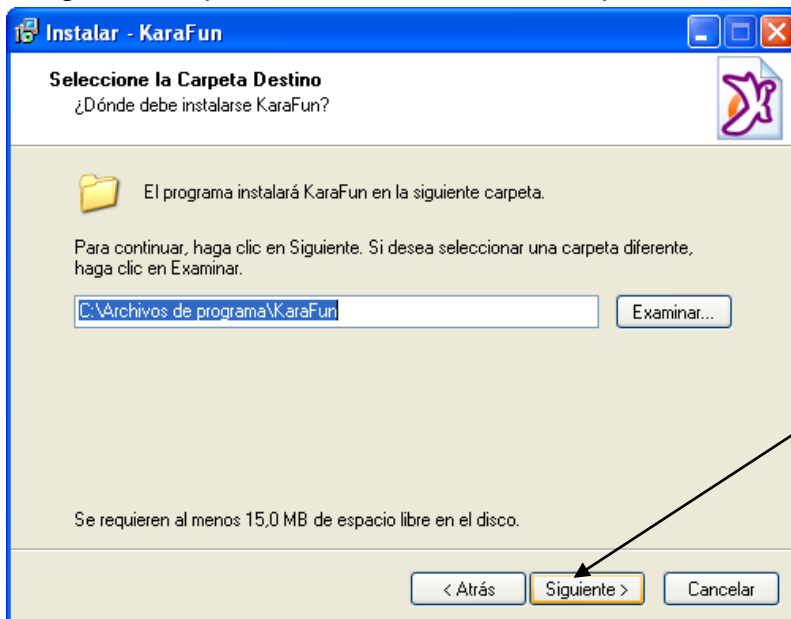 Instalar - KaraFun
Seleccione la Carpeta Destino
¿Dónde debe instalarse KaraFun?
El programa instalará KaraFun en la siguiente carpeta.
Para continuar, haga clic en Siguiente. Si desea seleccionar una carpeta diferente,
haga clic en Examinar.
C:\Archivos de programa\KaraFun
Examinar...
Se requieren al menos 15,0 MB de espacio libre en el disco.
< Atrás
Siguiente >
Cancelar